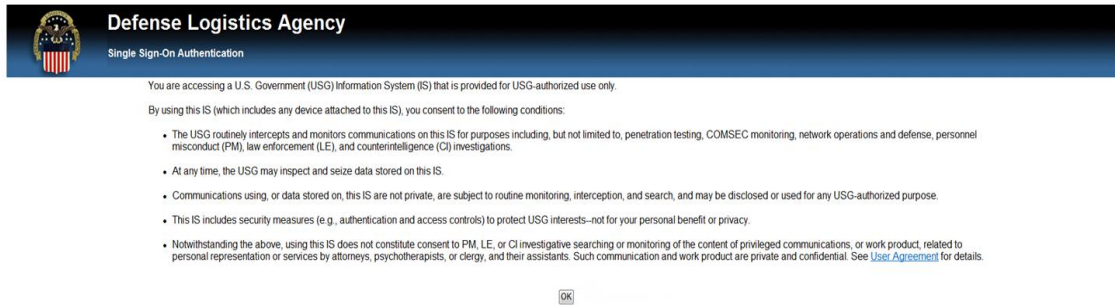 Defense Logistics Agency
Single Sign-On Authentication
You are accessing a U.S. Government (USG) Information System (IS) that is provided for USG-authorized use only.
By using this IS (which includes any device attached to this IS), you consent to the following conditions:
• The USG routinely intercepts and monitors communications on this IS for purposes including, but not limited to, penetration testing, COMSEC monitoring, network operations and defense, personnel
misconduct (PM), law enforcement (LE), and counterintelligence (CI) investigations.
• At any time, the USG may inspect and seize data stored on this IS.
• Communications using, or data stored on, this IS are not private, are subject to routine monitoring, interception, and search, and may be disclosed or used for any USG-authorized purpose.
• This IS includes security measures (e.g., authentication and access controls) to protect USG interests--not for your personal benefit or privacy.
• Notwithstanding the above, using this IS does not constitute consent to PM, LE, or CI investigative searching or monitoring of the content of privileged communications, or work product, related to
personal representation or services by attorneys, psychotherapists, or clergy, and their assistants. Such communication and work product are private and confidential. See User Agreement for details.
OK